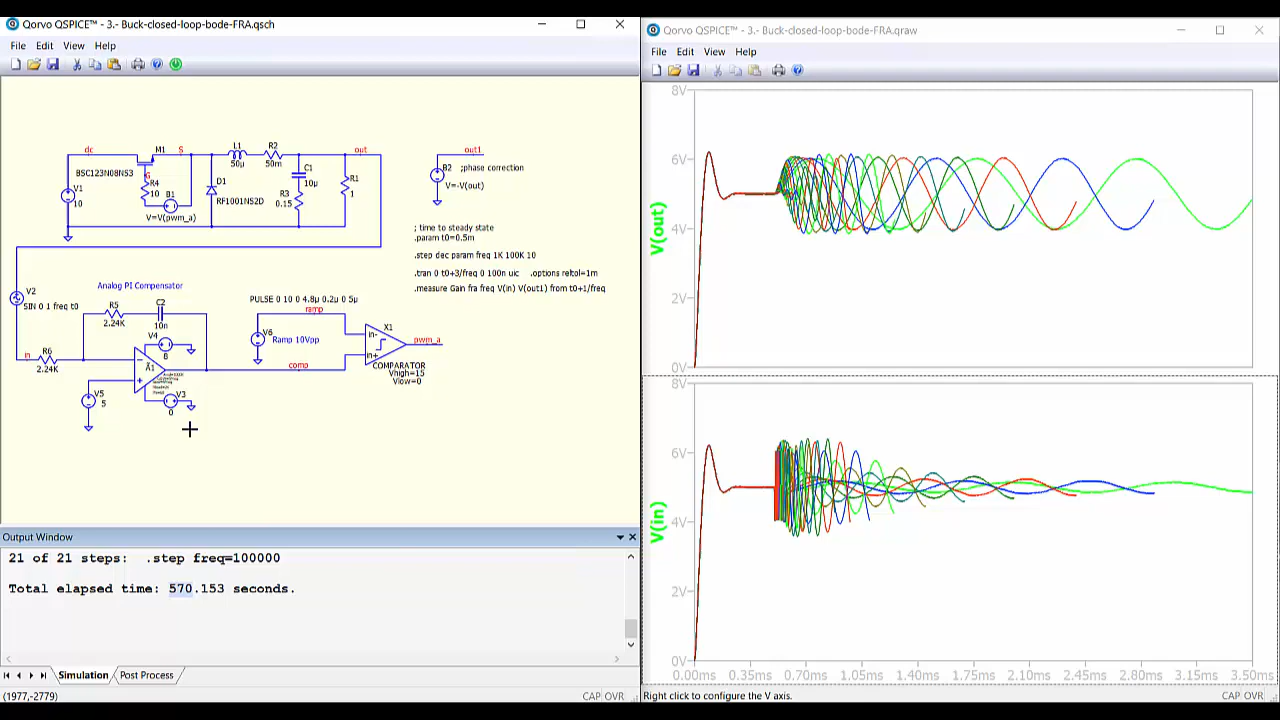 Qorvo QSPICE™ - 3.- Buck-closed-loop-bode-FRA.qsch
File Edit View Help
dc
M1
S
L1
50µ
R2
50m
out
out1
BSC123N08NS3
G
R4
10
B1
V=V(pwm_a)
V1
10
D1
RF1001NS2D
C1
10µ
R3
0.15
R1
1
B2 ;phase correction
V=-V(out)
; time to steady state
.param t0=0.5m
.step dec param freq 1K 100K 10
.tran 0 t0+3/freq 0 100n uic .options reltol=1m
.measure Gain fra freq V(in) V(out1) from t0+1/freq
V2
SIN 0 1 freq t0
Analog PI Compensator
R5
2.24K
C2
10n
V4
8
in
R6
2.24K
A1
V5
5
V3
0
PULSE 0 10 0 4.8µ 0.2µ 0 5µ
ramp
V6
Ramp 10Vpp
comp
X1
in-
in+
pwm_a
COMPARATOR
Vhigh=15
Vlow=0
Output Window
21 of 21 steps: .step freq=100000
Total elapsed time: 570.153 seconds.
Simulation Post Process
(1977,-2779)
CAP OVR
Qorvo QSPICE™ - 3.- Buck-closed-loop-bode-FRA.qraw
File Edit View Help
8V
6V
4V
2V
0V
V(out)
8V
6V
4V
2V
0V
V(in)
0.00ms 0.35ms 0.70ms 1.05ms 1.40ms 1.75ms 2.10ms 2.45ms 2.80ms 3.15ms 3.50ms
Right click to configure the V axis.
CAP OVR